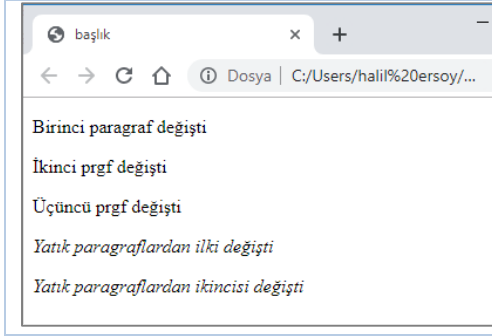 başlık
Dosya | C:/Users/halil%20ersoy/...
Birinci paragraf değişti
İkinci prgf değişti
Üçüncü prgf değişti
Yatık paragraflardan ilki değişti
Yatık paragraflardan ikincisi değişti